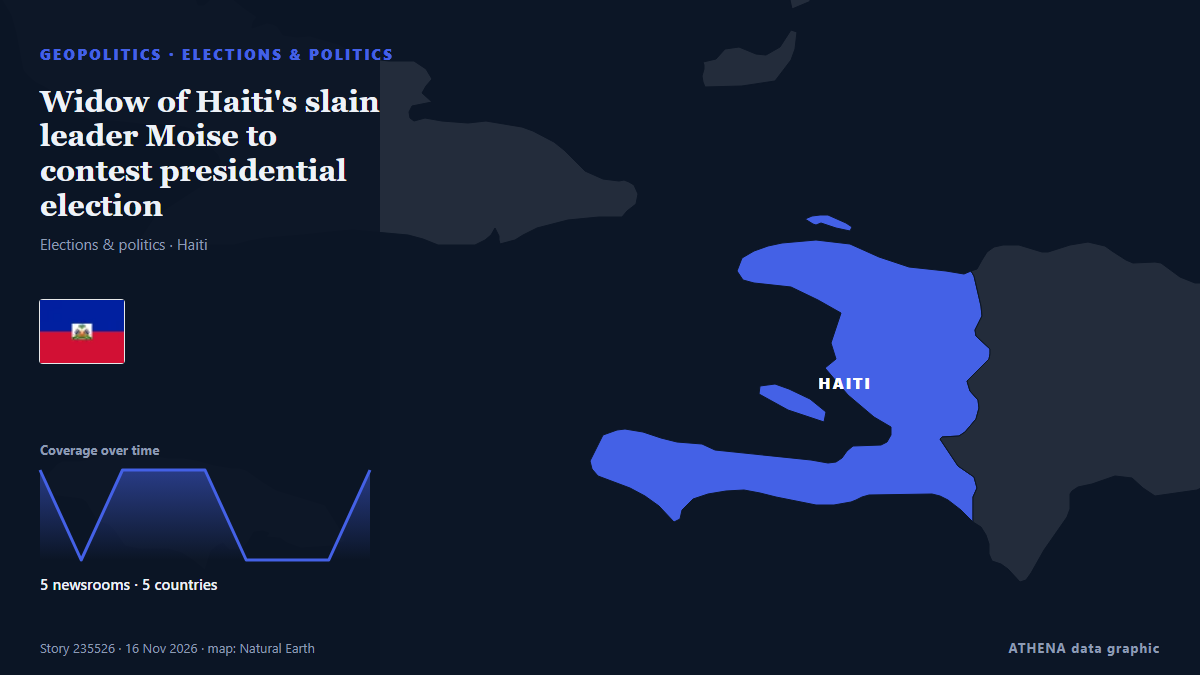 GEOPOLITICS · ELECTIONS & POLITICS
Widow of Haiti's slain
leader Moise to
contest presidential
election
Elections & politics · Haiti
HAITI
Coverage over time
5 newsrooms · 5 countries
Story 235526 · 16 Nov 2026 · map: Natural Earth
ATHENA data graphic